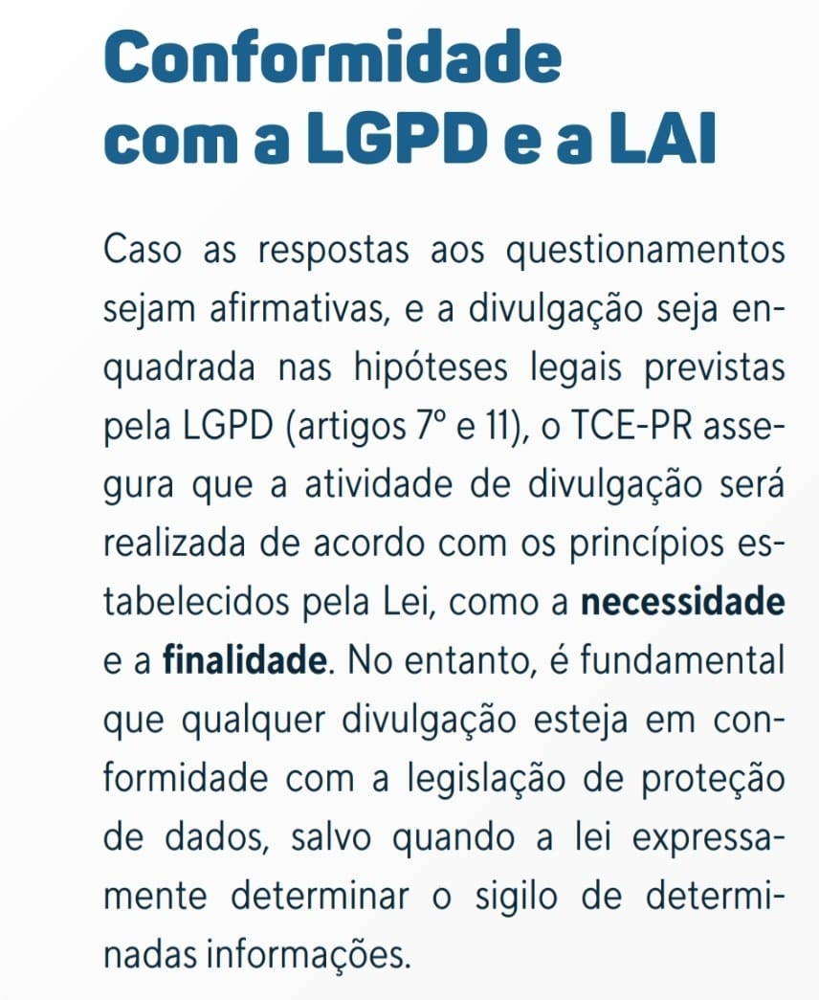 Conformidade
com a LGPD e a LAI
Caso as respostas aos questionamentos
sejam afirmativas, e a divulgação seja en-
quadrada nas hipóteses legais previstas
pela LGPD (artigos 7º e 11), o TCE-PR asse-
gura que a atividade de divulgação será
realizada de acordo com os princípios es-
tabelecidos pela Lei, como a necessidade
e a finalidade. No entanto, é fundamental
que qualquer divulgação esteja em con-
formidade com a legislação de proteção
de dados, salvo quando a lei expressa-
mente determinar o sigilo de determi-
nadas informações.